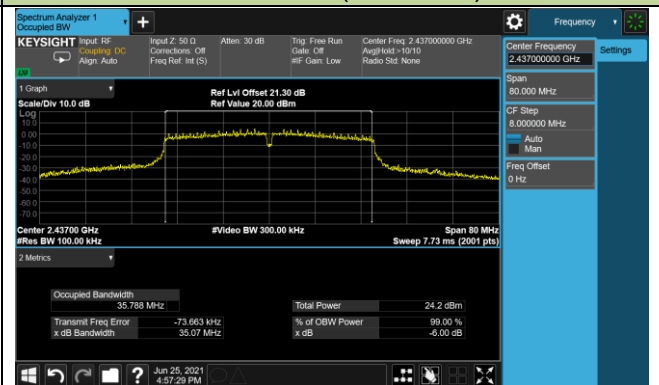 Spectrum Analyzer 1
Occupied BW
+
Frequency
KEYSIGHT
Input: RF
Coupling: DC
Align: Auto
Input Z: 50 Ω
Corrections: Off
Freq Ref: Int (S)
Atten: 30 dB
Trig: Free Run
Gate: Off
#IF Gain: Low
Center Freq: 2.437000000 GHz
Avg|Hold:>10/10
Radio Std: None
LM
Center Frequency
2.437000000 GHz
Settings
Span
80.000 MHz
CF Step
8.000000 MHz
Auto
Man
Freq Offset
0 Hz
1 Graph
Scale/Div 10.0 dB
Ref Lvl Offset 21.30 dB
Ref Value 20.00 dBm
Log
10.0
0.00
-10.0
-20.0
-30.0
-40.0
-50.0
-60.0
-70.0
Center 2.43700 GHz
#Video BW 300.00 kHz
Span 80 MHz
#Res BW 100.00 kHz
Sweep 7.73 ms (2001 pts)
2 Metrics
Occupied Bandwidth
35.788 MHz
Total Power 24.2 dBm
Transmit Freq Error -73.663 kHz
% of OBW Power 99.00 %
x dB Bandwidth 35.07 MHz
x dB -6.00 dB
?
Jun 25, 2021
4:57:29 PM